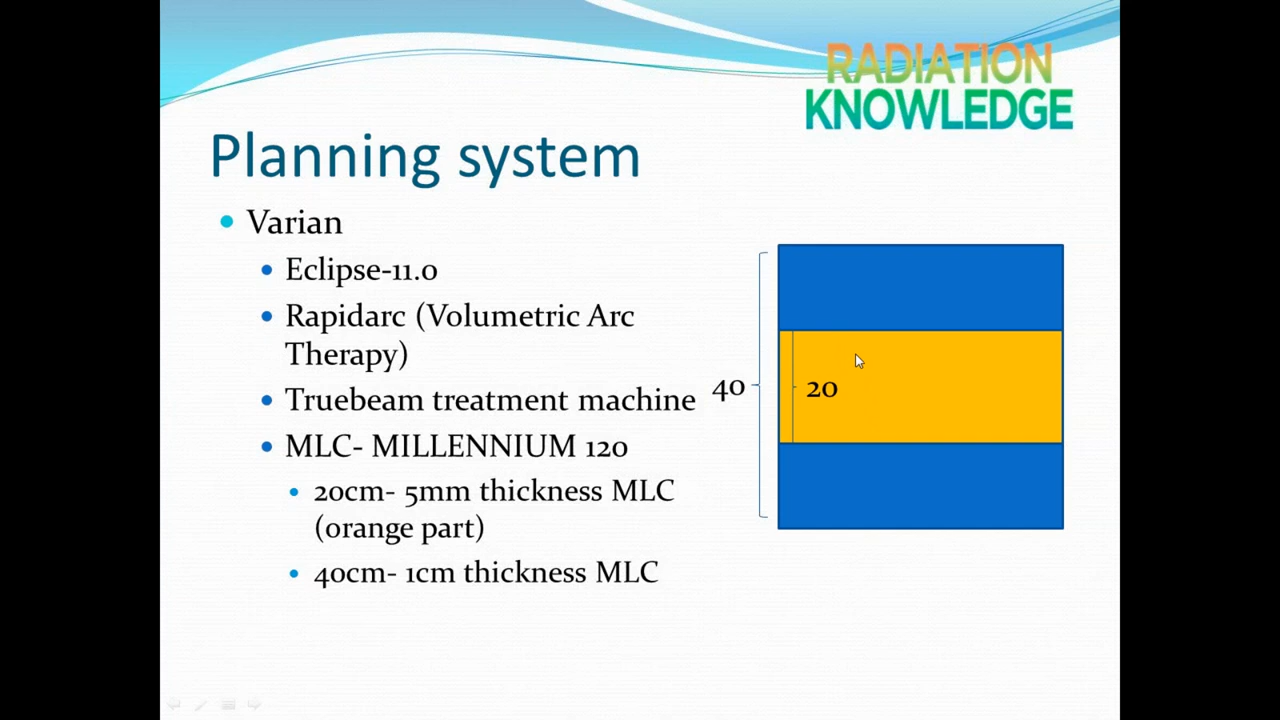 RADIATION
KNOWLEDGE
Planning system
Varian
Eclipse-11.0
Rapidarc (Volumetric Arc
Therapy)
Truebeam treatment machine
MLC- MILLENNIUM 120
20cm- 5mm thickness MLC
(orange part)
40cm- 1cm thickness MLC
40
20